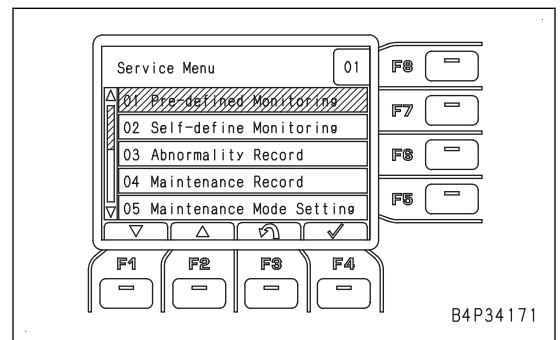 Service Menu 01
F8
01 Pre-defined Monitoring
F7
02 Self-define Monitoring
03 Abnormality Record
F6
04 Maintenance Record
F5
05 Maintenance Mode Setting
F1 F2 F3 F4
B4P34171